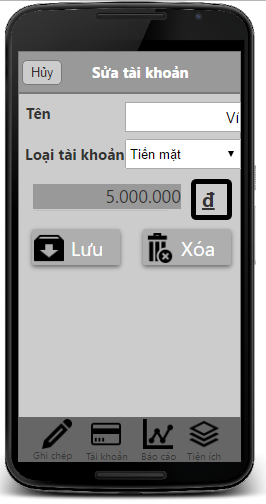 Hủy Sửa tài khoản
Tên Ví
Loại tài khoản Tiền mặt
5.000.000 đ
Lưu Xóa
Ghi chép Tài khoản Báo cáo Tiện ích